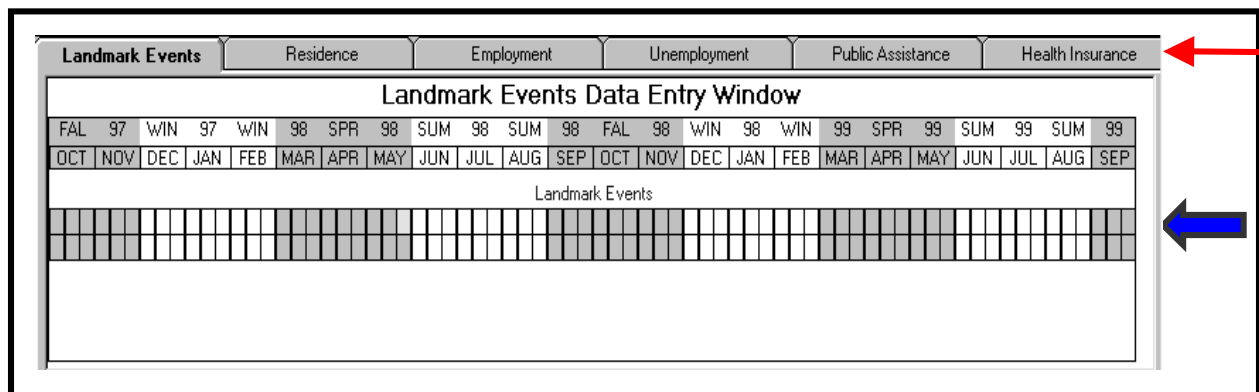 Landmark Events Residence Employment Unemployment Public Assistance Health Insurance
Landmark Events Data Entry Window
FAL 97 WIN 97 WIN 98 SPR 98 SUM 98 SUM 98 FAL 98 WIN 98 WIN 99 SPR 99 SUM 99 SUM 99
OCT NOV DEC JAN FEB MAR APR MAY JUN JUL AUG SEP OCT NOV DEC JAN FEB MAR APR MAY JUN JUL AUG SEP
Landmark Events